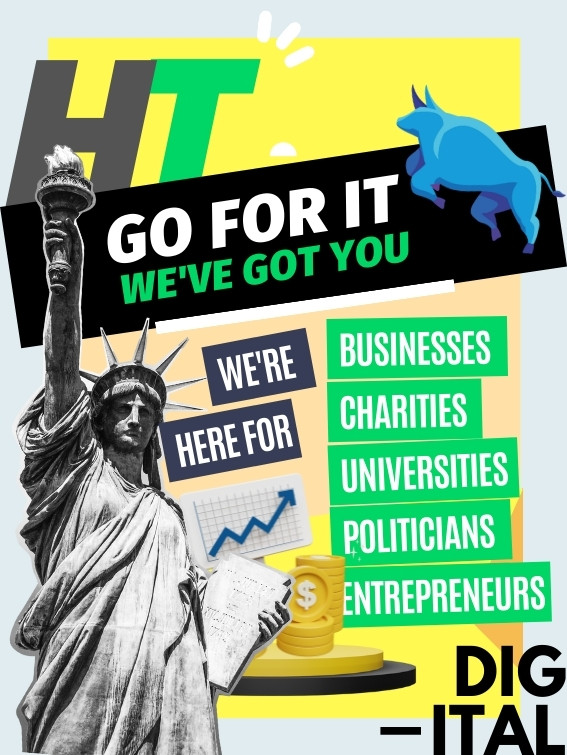 HT
GO FOR IT
WE'VE GOT YOU
WE'RE
HERE FOR
BUSINESSES
CHARITIES
UNIVERSITIES
POLITICIANS
ENTREPRENEURS
$
DIG
–ITAL